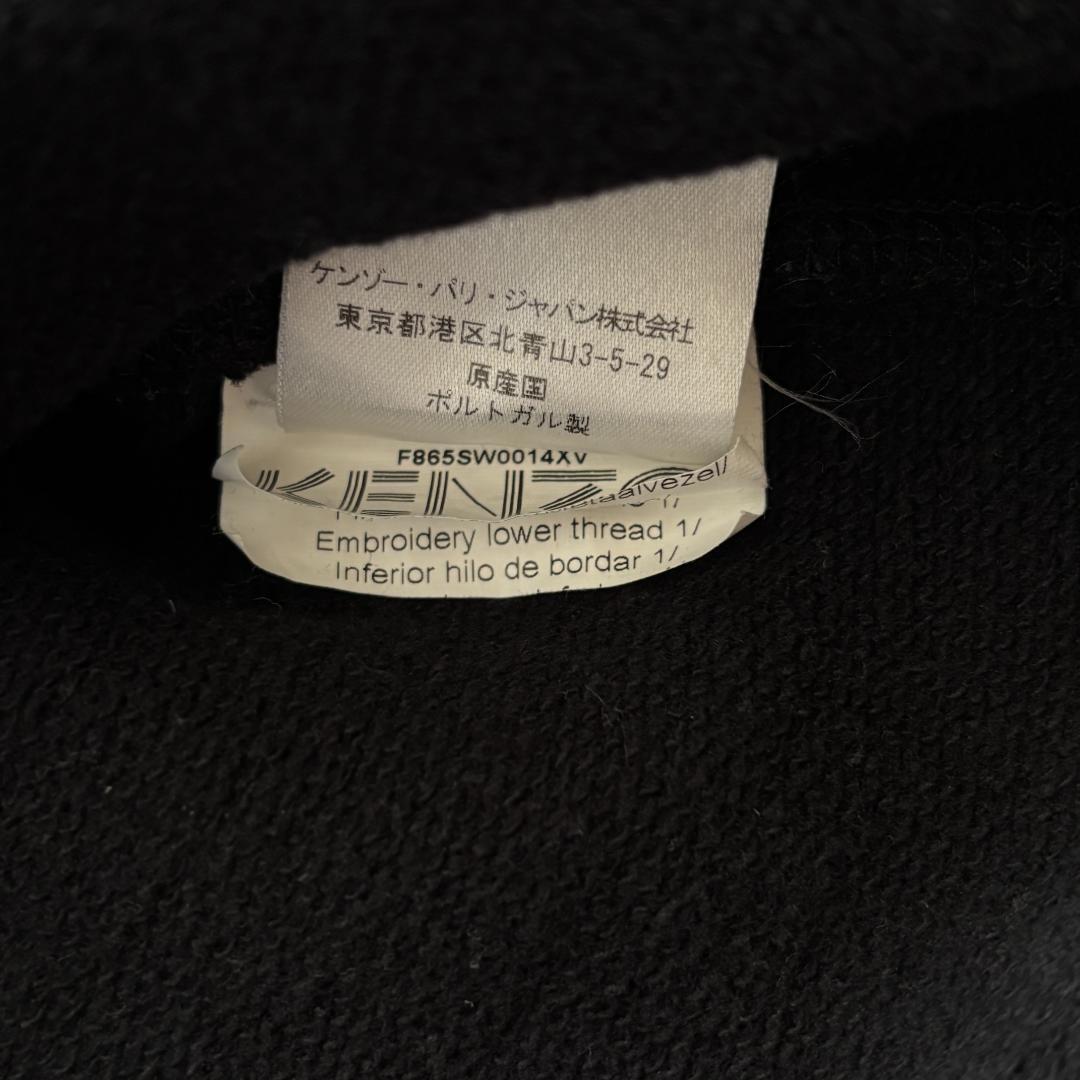 ケンゾー・パリ・ジャパン株式会社
東京都港区北青山3-5-29
原産国
ポルトガル製
F865SW0014XV
KENZO
Embroidery lower thread 1/
Inferior hilo de bordar 1/